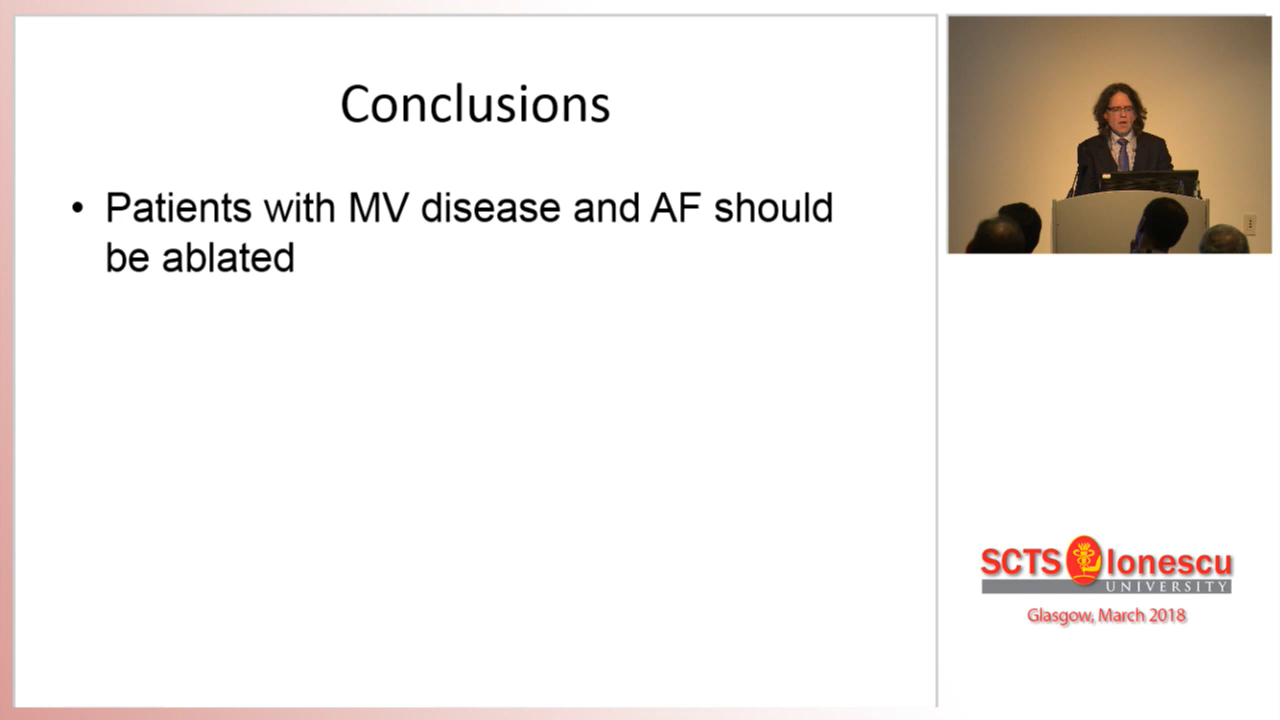 Conclusions
• Patients with MV disease and AF should
be ablated
SCTS Ionescu
UNIVERSITY
Glasgow, March 2018